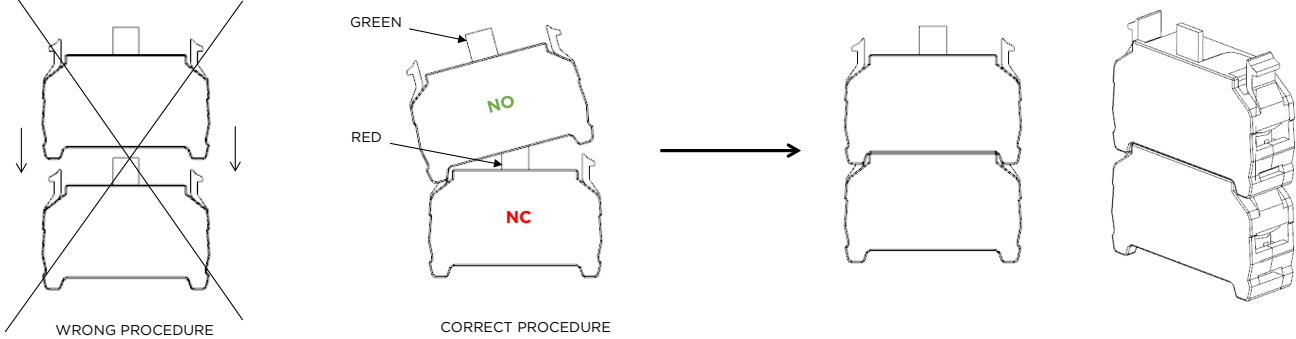 GREEN
NO
RED
NC
WRONG PROCEDURE
CORRECT PROCEDURE